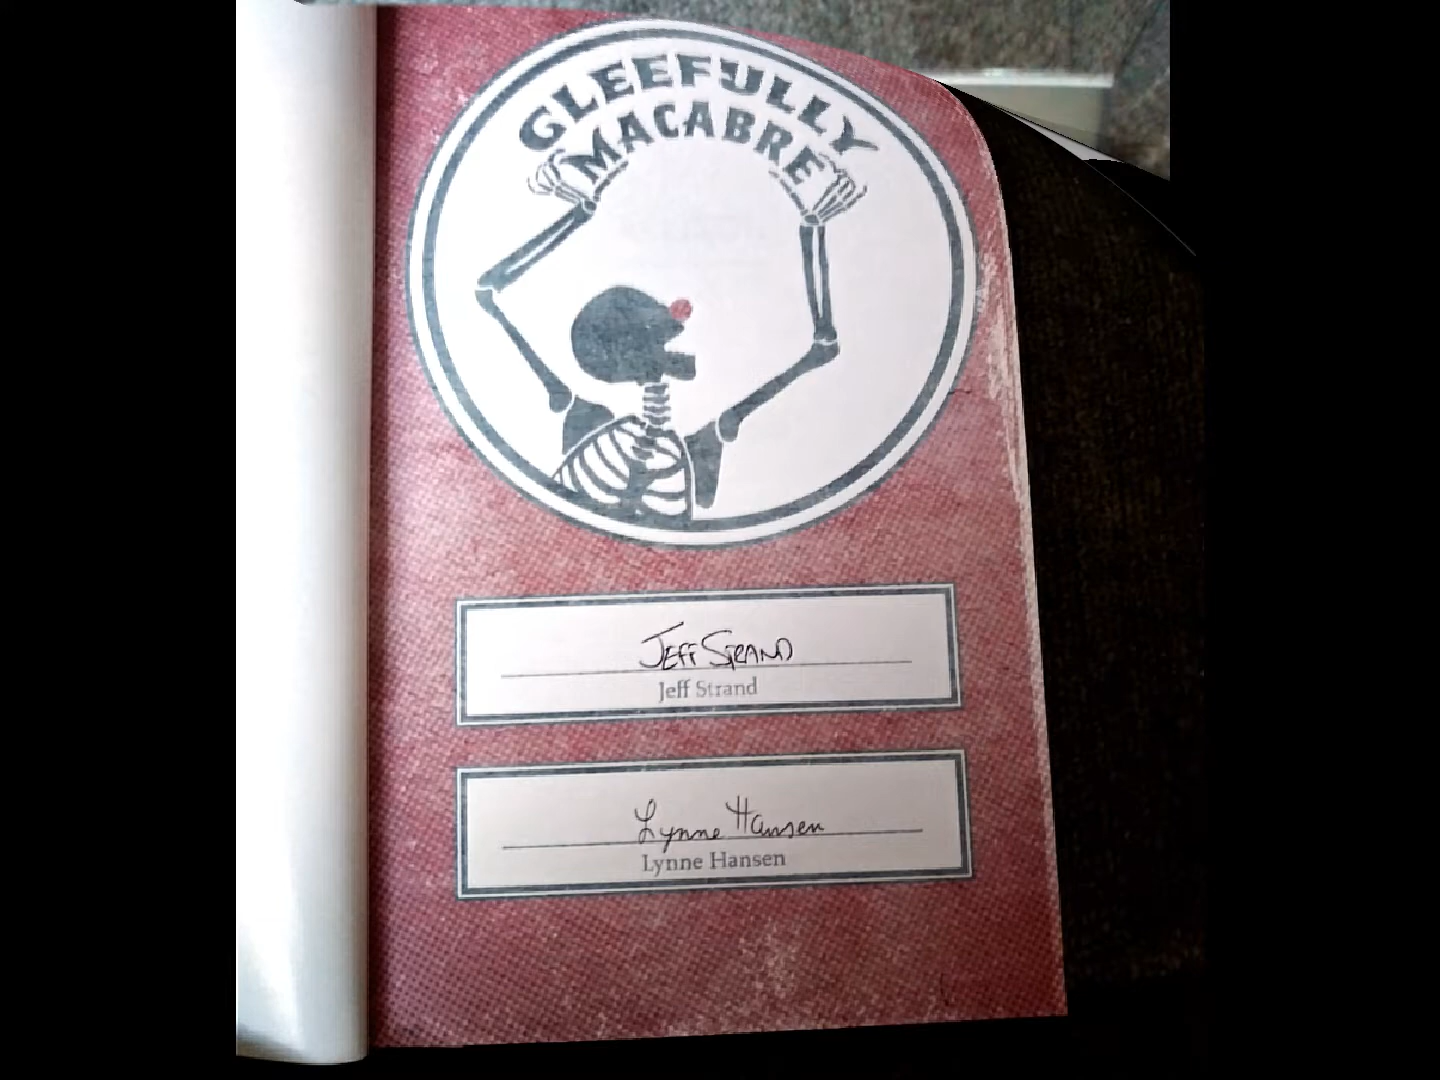 GLEEFULLY
MACABRE
JEFF STRAND
Jeff Strand
Lynne Hansen
Lynne Hansen